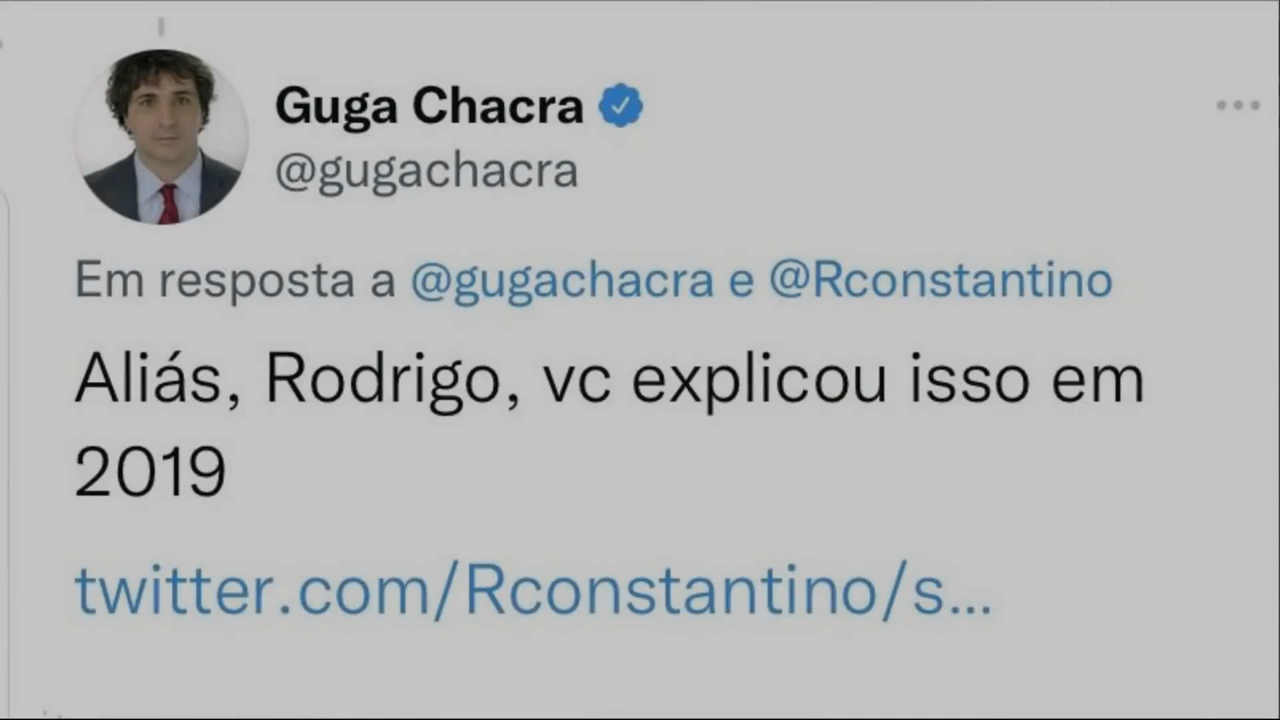 Guga Chacra
@gugachacra
Em resposta a @gugachacra e @Rconstantino
Aliás, Rodrigo, vc explicou isso em
2019
twitter.com/Rconstantino/s...